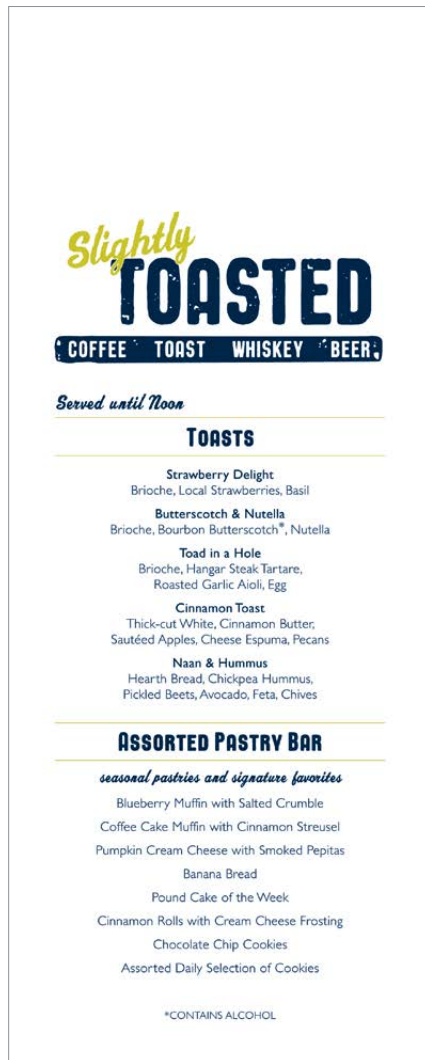 Slightly
TOASTED
COFFEE TOAST WHISKEY BEER
Served until Noon
TOASTS
Strawberry Delight
Brioche, Local Strawberries, Basil
Butterscotch & Nutella
Brioche, Bourbon Butterscotch*, Nutella
Toad in a Hole
Brioche, Hangar Steak Tartare,
Roasted Garlic Aioli, Egg
Cinnamon Toast
Thick-cut White, Cinnamon Butter,
Sautéed Apples, Cheese Espuma, Pecans
Naan & Hummus
Hearth Bread, Chickpea Hummus,
Pickled Beets, Avocado, Feta, Chives
ASSORTED PASTRY BAR
seasonal pastries and signature favorites
Blueberry Muffin with Salted Crumble
Coffee Cake Muffin with Cinnamon Streusel
Pumpkin Cream Cheese with Smoked Pepitas
Banana Bread
Pound Cake of the Week
Cinnamon Rolls with Cream Cheese Frosting
Chocolate Chip Cookies
Assorted Daily Selection of Cookies
*CONTAINS ALCOHOL